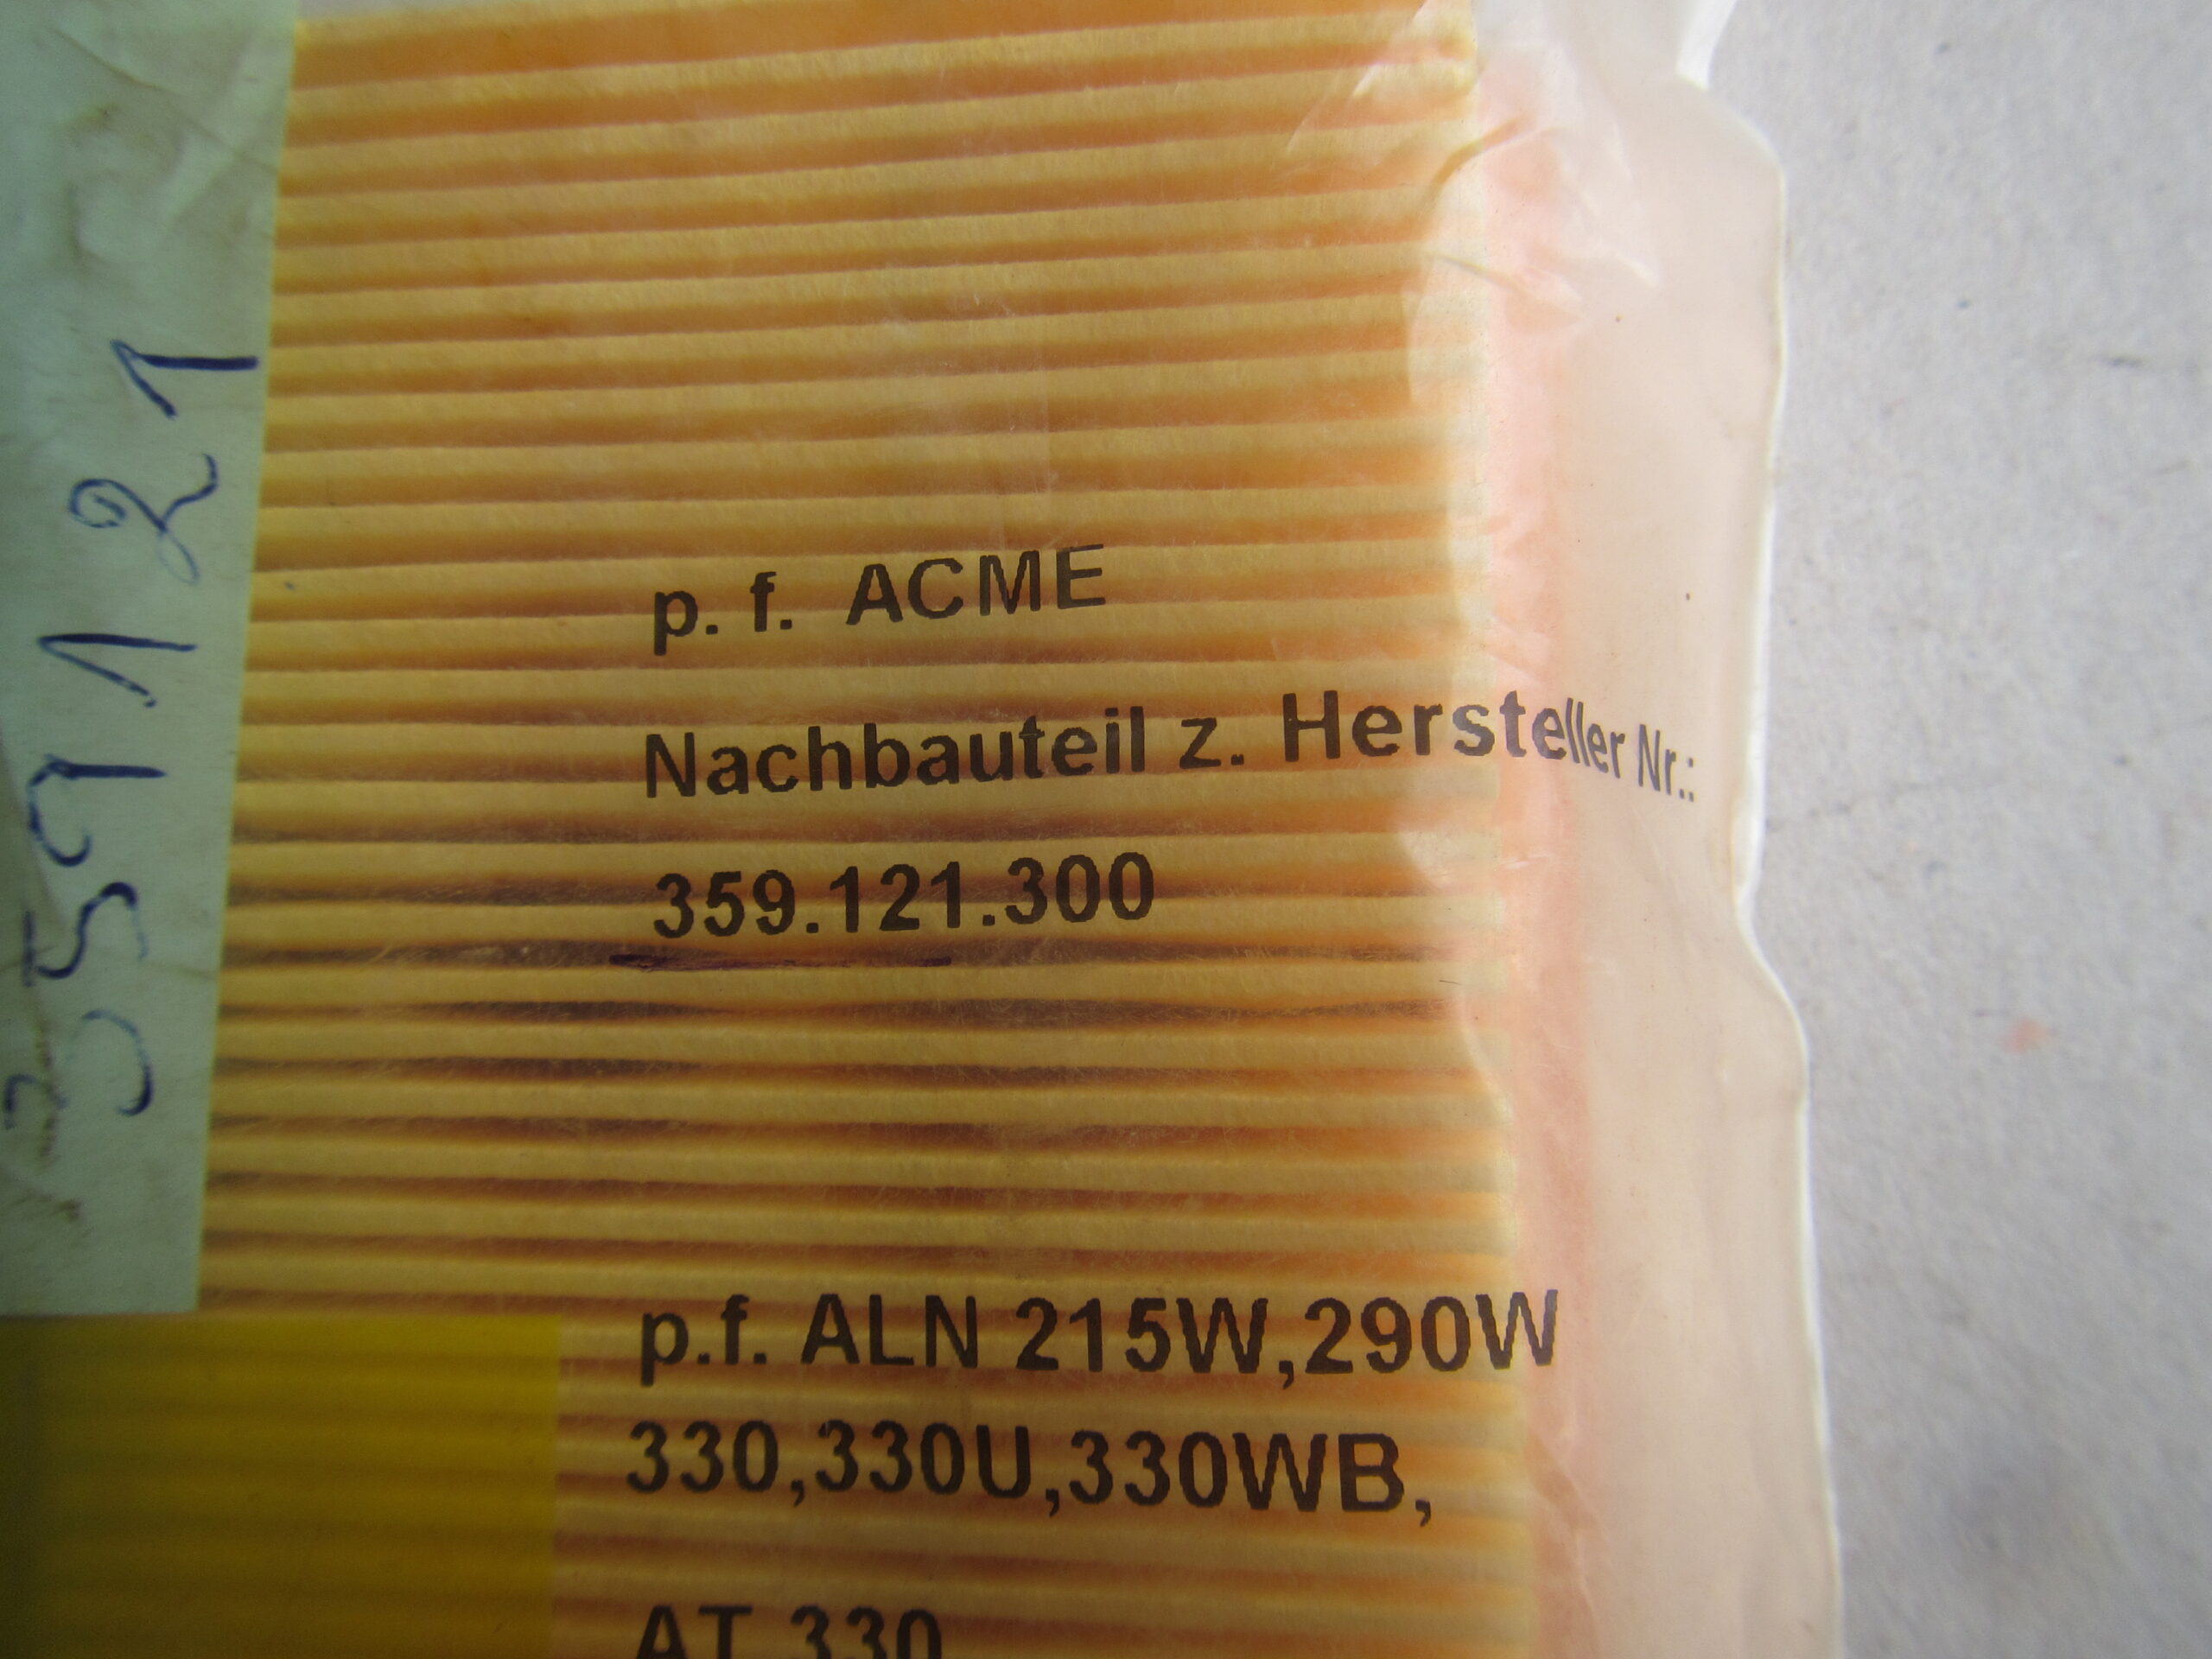 p. f. ACME
Nachbauteil z. Hersteller Nr.:
359.121.300
p.f. ALN 215W,290W
330,330U,330WB,
AT 330
359121